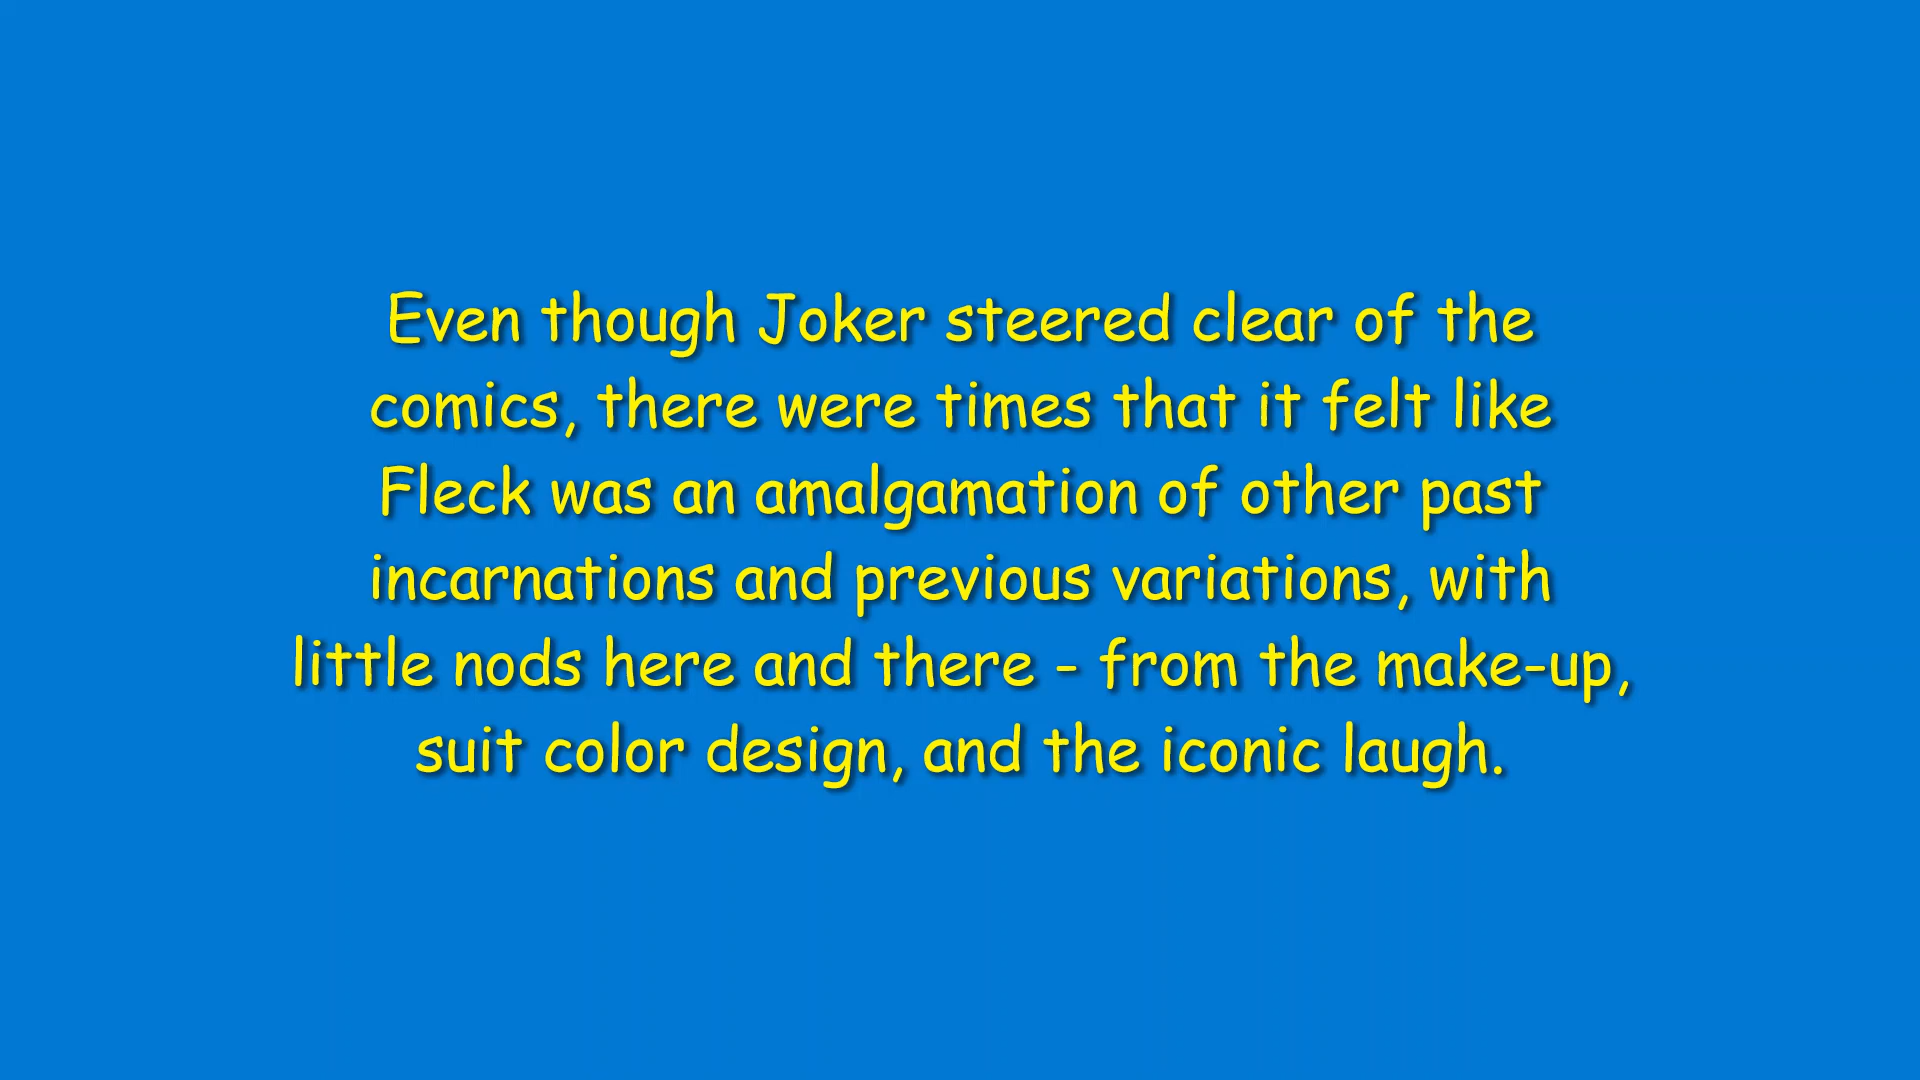 Even though Joker steered clear of the
comics, there were times that it felt like
Fleck was an amalgamation of other past
incarnations and previous variations, with
little nods here and there - from the make-up,
suit color design, and the iconic laugh.